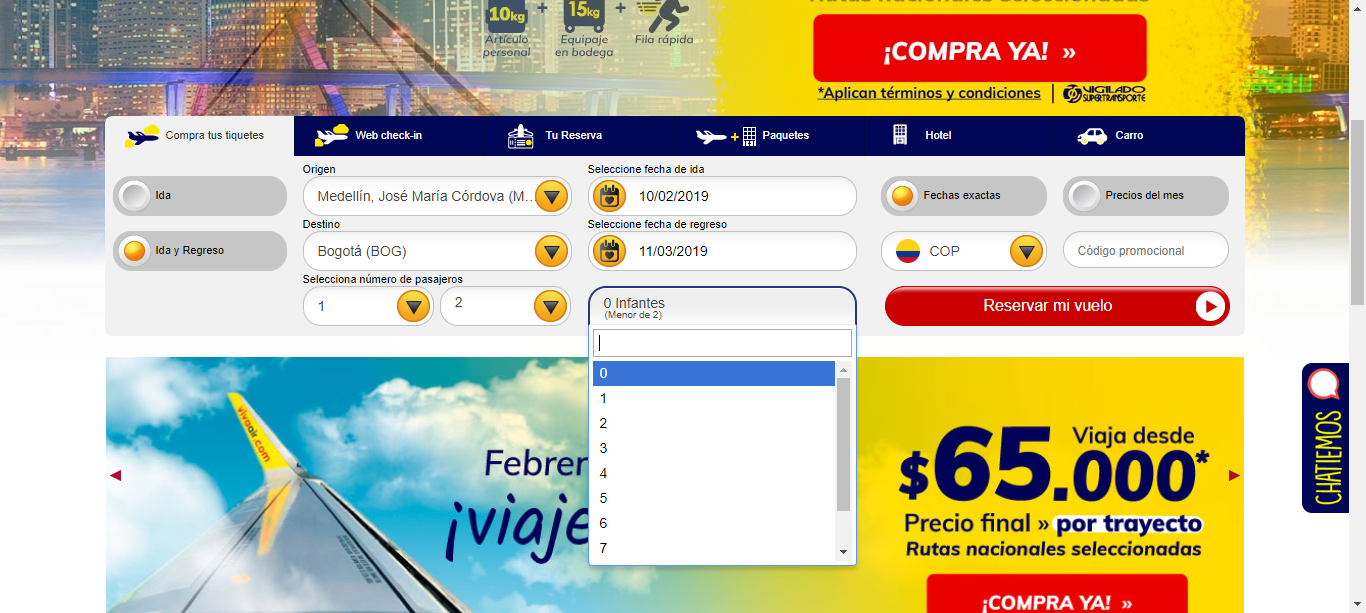 Rutas nacionales seleccionadas
10kg + 15kg +
Artículo personal
Equipaje en bodega
Fila rápida
¡COMPRA YA! »
*Aplican términos y condiciones | VIGILADO SUPERTRANSPORTE
Compra tus tiquetes
Web check-in
Tu Reserva
+ Paquetes
Hotel
Carro
Ida
Ida y Regreso
Origen
Medellín, José María Córdova (M...
Destino
Bogotá (BOG)
Selecciona número de pasajeros
1
2
Seleccione fecha de ida
10/02/2019
Seleccione fecha de regreso
11/03/2019
0 Infantes
(Menor de 2)
0
1
2
3
4
5
6
7
Fechas exactas
Precios del mes
COP
Código promocional
Reservar mi vuelo
vivaair.com
Febrer
¡viaje
Viaja desde
$65.000*
Precio final » por trayecto
Rutas nacionales seleccionadas
¡COMPRA YA! »
CHATIEMOS